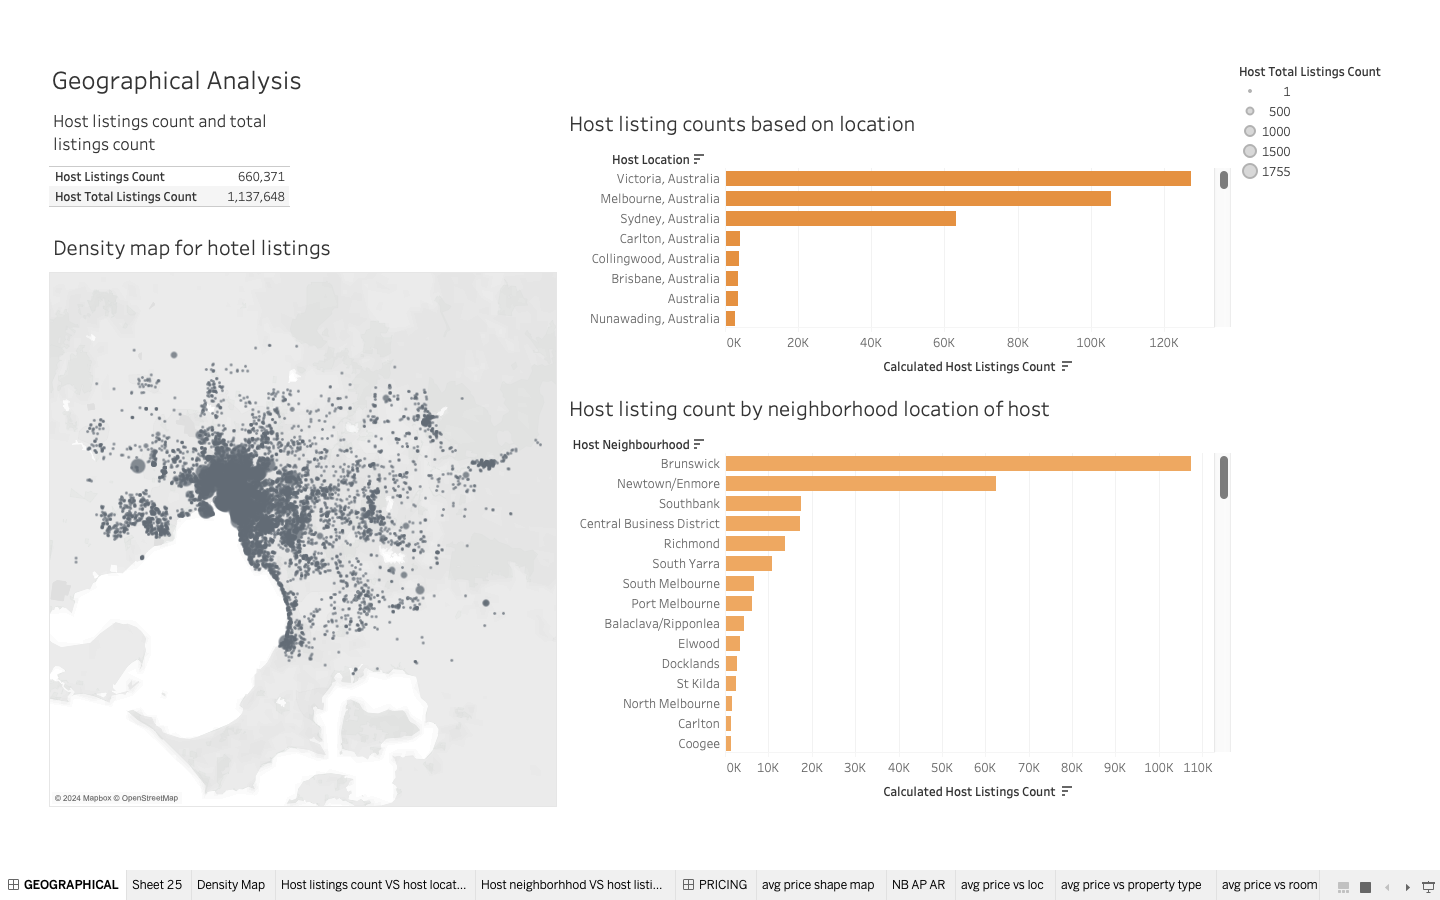 Geographical Analysis
Host listings count and total
listings count
Host Listings Count 660,371
Host Total Listings Count 1,137,648
Density map for hotel listings
© 2024 Mapbox © OpenStreetMap
Host listing counts based on location
Host Location
Victoria, Australia
Melbourne, Australia
Sydney, Australia
Carlton, Australia
Collingwood, Australia
Brisbane, Australia
Australia
Nunawading, Australia
0K 20K 40K 60K 80K 100K 120K
Calculated Host Listings Count
Host listing count by neighborhood location of host
Host Neighbourhood
Brunswick
Newtown/Enmore
Southbank
Central Business District
Richmond
South Yarra
South Melbourne
Port Melbourne
Balaclava/Ripponlea
Elwood
Docklands
St Kilda
North Melbourne
Carlton
Coogee
0K 10K 20K 30K 40K 50K 60K 70K 80K 90K 100K 110K
Calculated Host Listings Count
Host Total Listings Count
1
500
1000
1500
1755
GEOGRAPHICAL Sheet 25 Density Map Host listings count VS host locat... Host neighborhhod VS host listi... PRICING avg price shape map NB AP AR avg price vs loc avg price vs property type avg price vs room